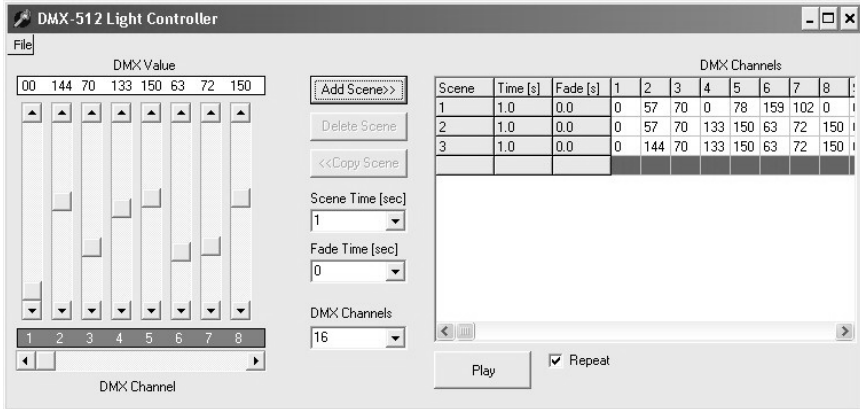 DMX-512 Light Controller
File
DMX Value
00 144 70 133 150 63 72 150
1 2 3 4 5 6 7 8
DMX Channel
Add Scene>>
Delete Scene
<<Copy Scene
Scene Time [sec]
1
Fade Time [sec]
0
DMX Channels
16
DMX Channels
Scene Time [s] Fade [s] 1 2 3 4 5 6 7 8
1 1.0 0.0 0 57 70 0 78 159 102 0
2 1.0 0.0 0 57 70 133 150 63 72 150
3 1.0 0.0 0 144 70 133 150 63 72 150
Play
Repeat